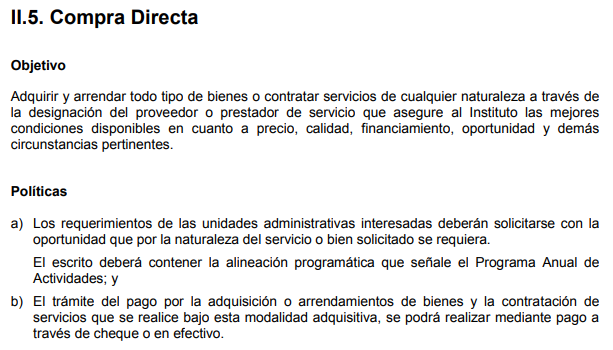 II.5. Compra Directa
Objetivo
Adquirir y arrendar todo tipo de bienes o contratar servicios de cualquier naturaleza a través de
la designación del proveedor o prestador de servicio que asegure al Instituto las mejores
condiciones disponibles en cuanto a precio, calidad, financiamiento, oportunidad y demás
circunstancias pertinentes.
Políticas
a) Los requerimientos de las unidades administrativas interesadas deberán solicitarse con la
oportunidad que por la naturaleza del servicio o bien solicitado se requiera.
El escrito deberá contener la alineación programática que señale el Programa Anual de
Actividades; y
b) El trámite del pago por la adquisición o arrendamientos de bienes y la contratación de
servicios que se realice bajo esta modalidad adquisitiva, se podrá realizar mediante pago a
través de cheque o en efectivo.